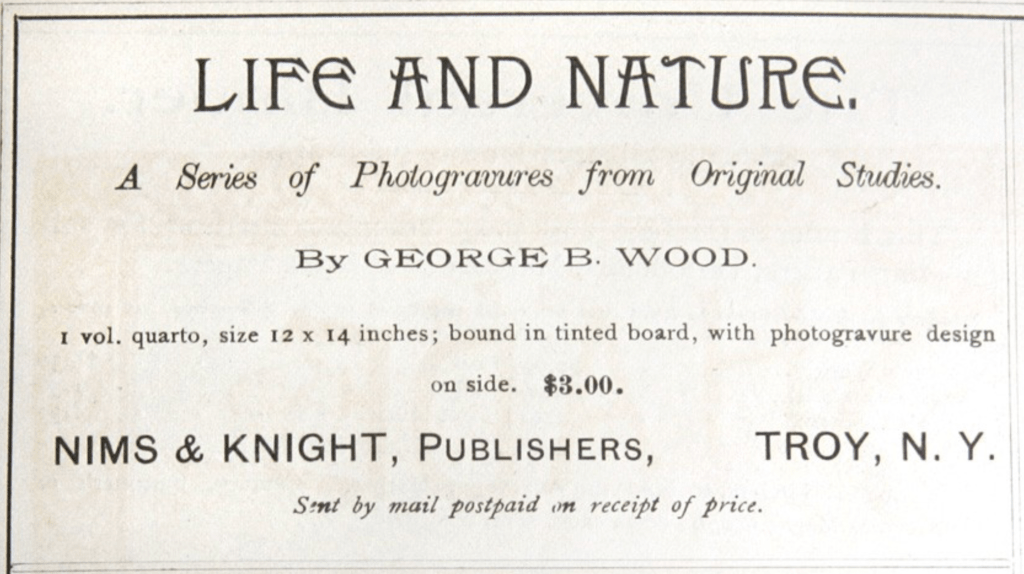 LIFE AND NATURE.
A Series of Photogravures from Original Studies.
By GEORGE B. WOOD.
1 vol. quarto, size 12 x 14 inches; bound in tinted board, with photogravure design
on side. $3.00.
NIMS & KNIGHT, PUBLISHERS, TROY, N. Y.
Sent by mail postpaid on receipt of price.